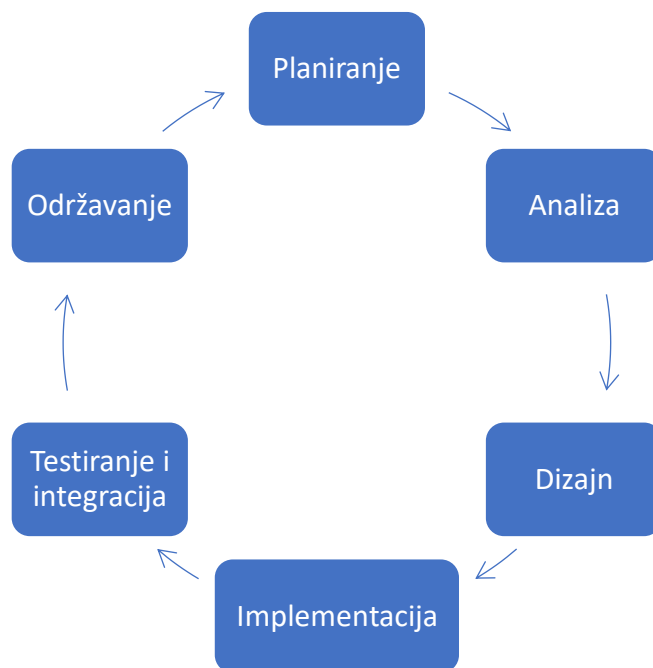 Planiranje
Analiza
Dizajn
Implementacija
Testiranje i
integracija
Održavanje